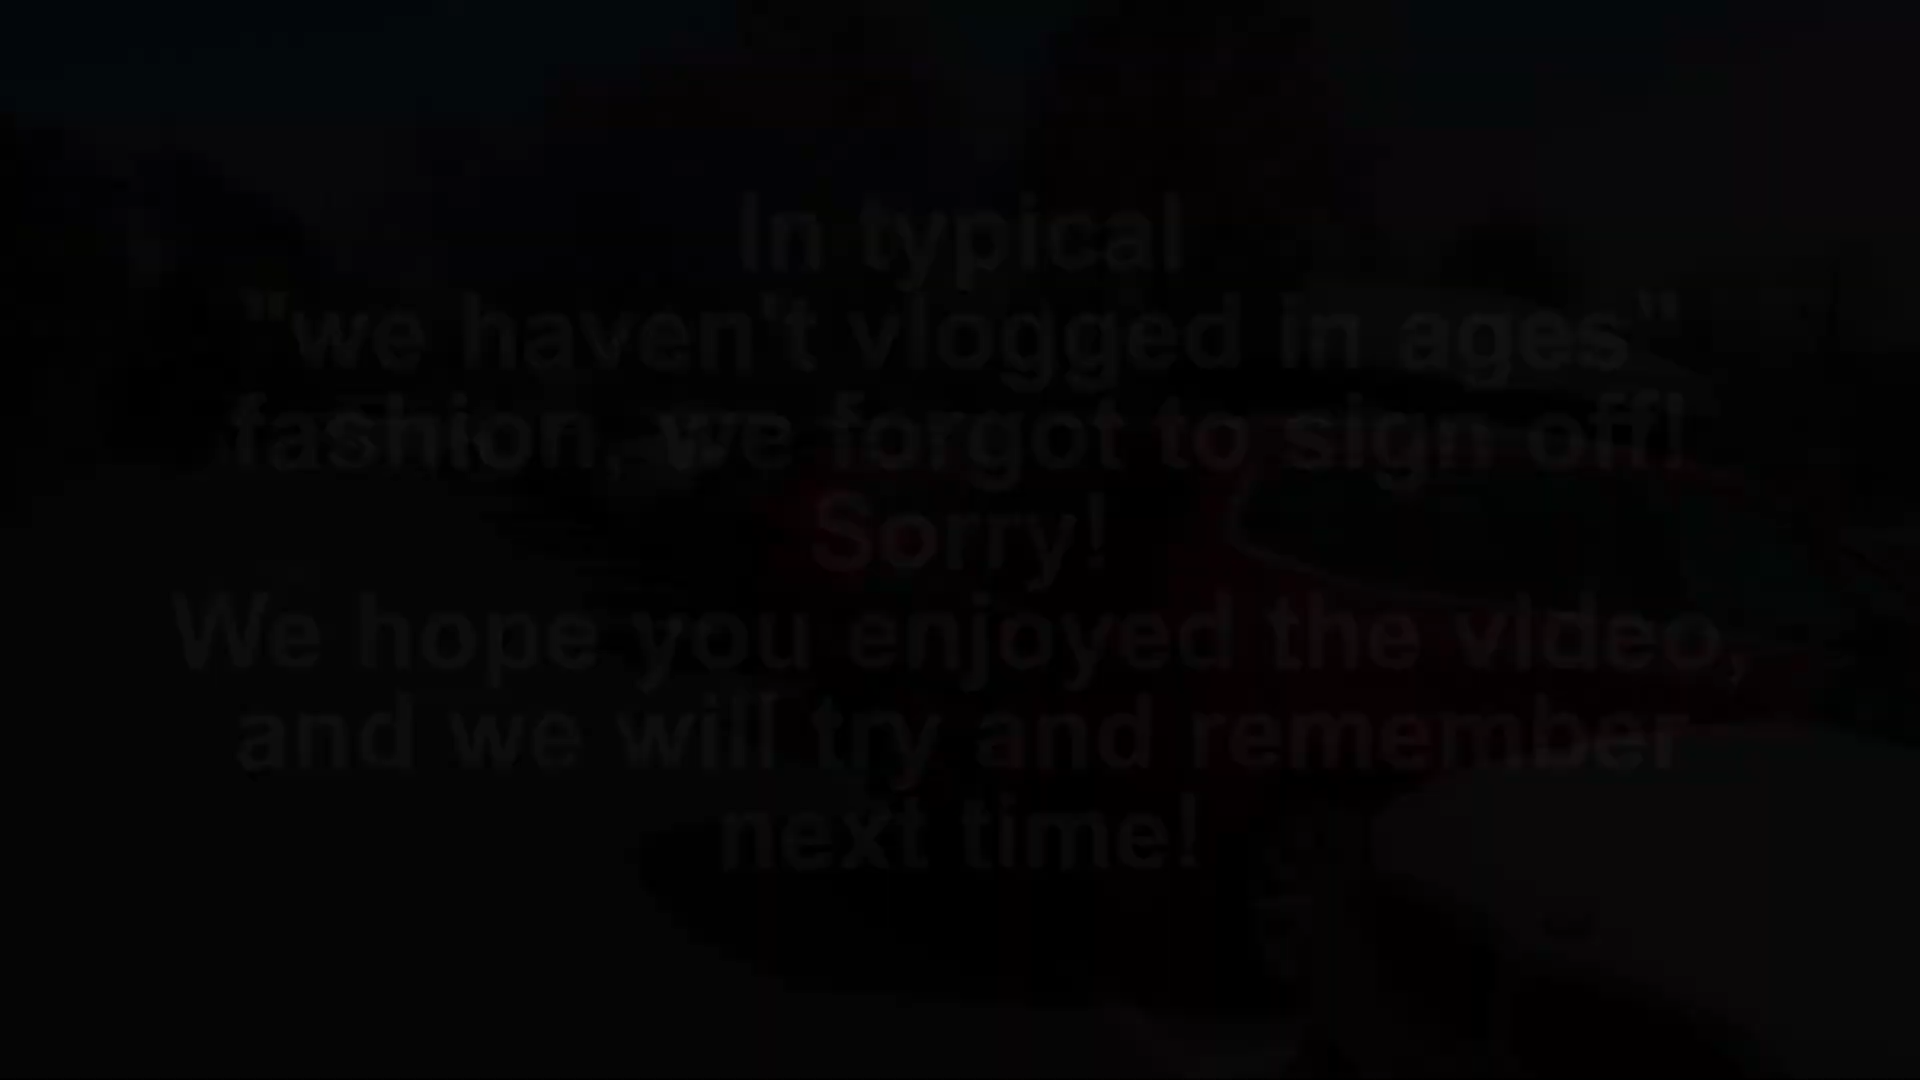 In typical
"we haven't vlogged in ages"
fashion, we forgot to sign off!
Sorry!
We hope you enjoyed the video,
and we will try and remember
next time!